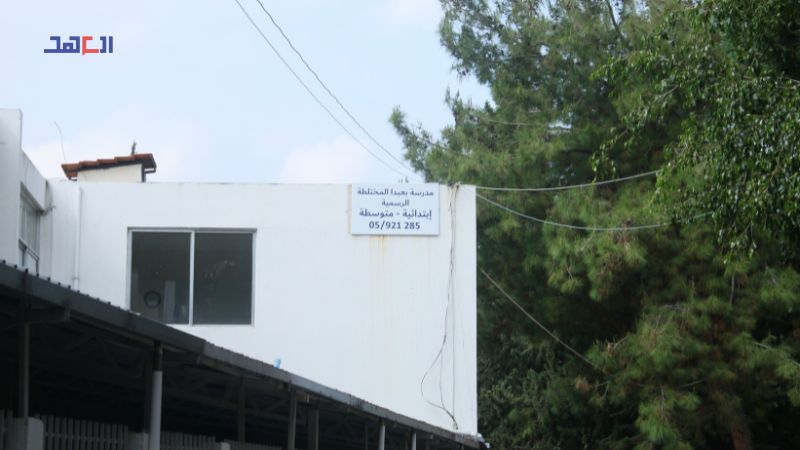 العهد
مدرسة بعبدا المختلطة
الرسمية
إبتدائية - متوسطة
05/921 285